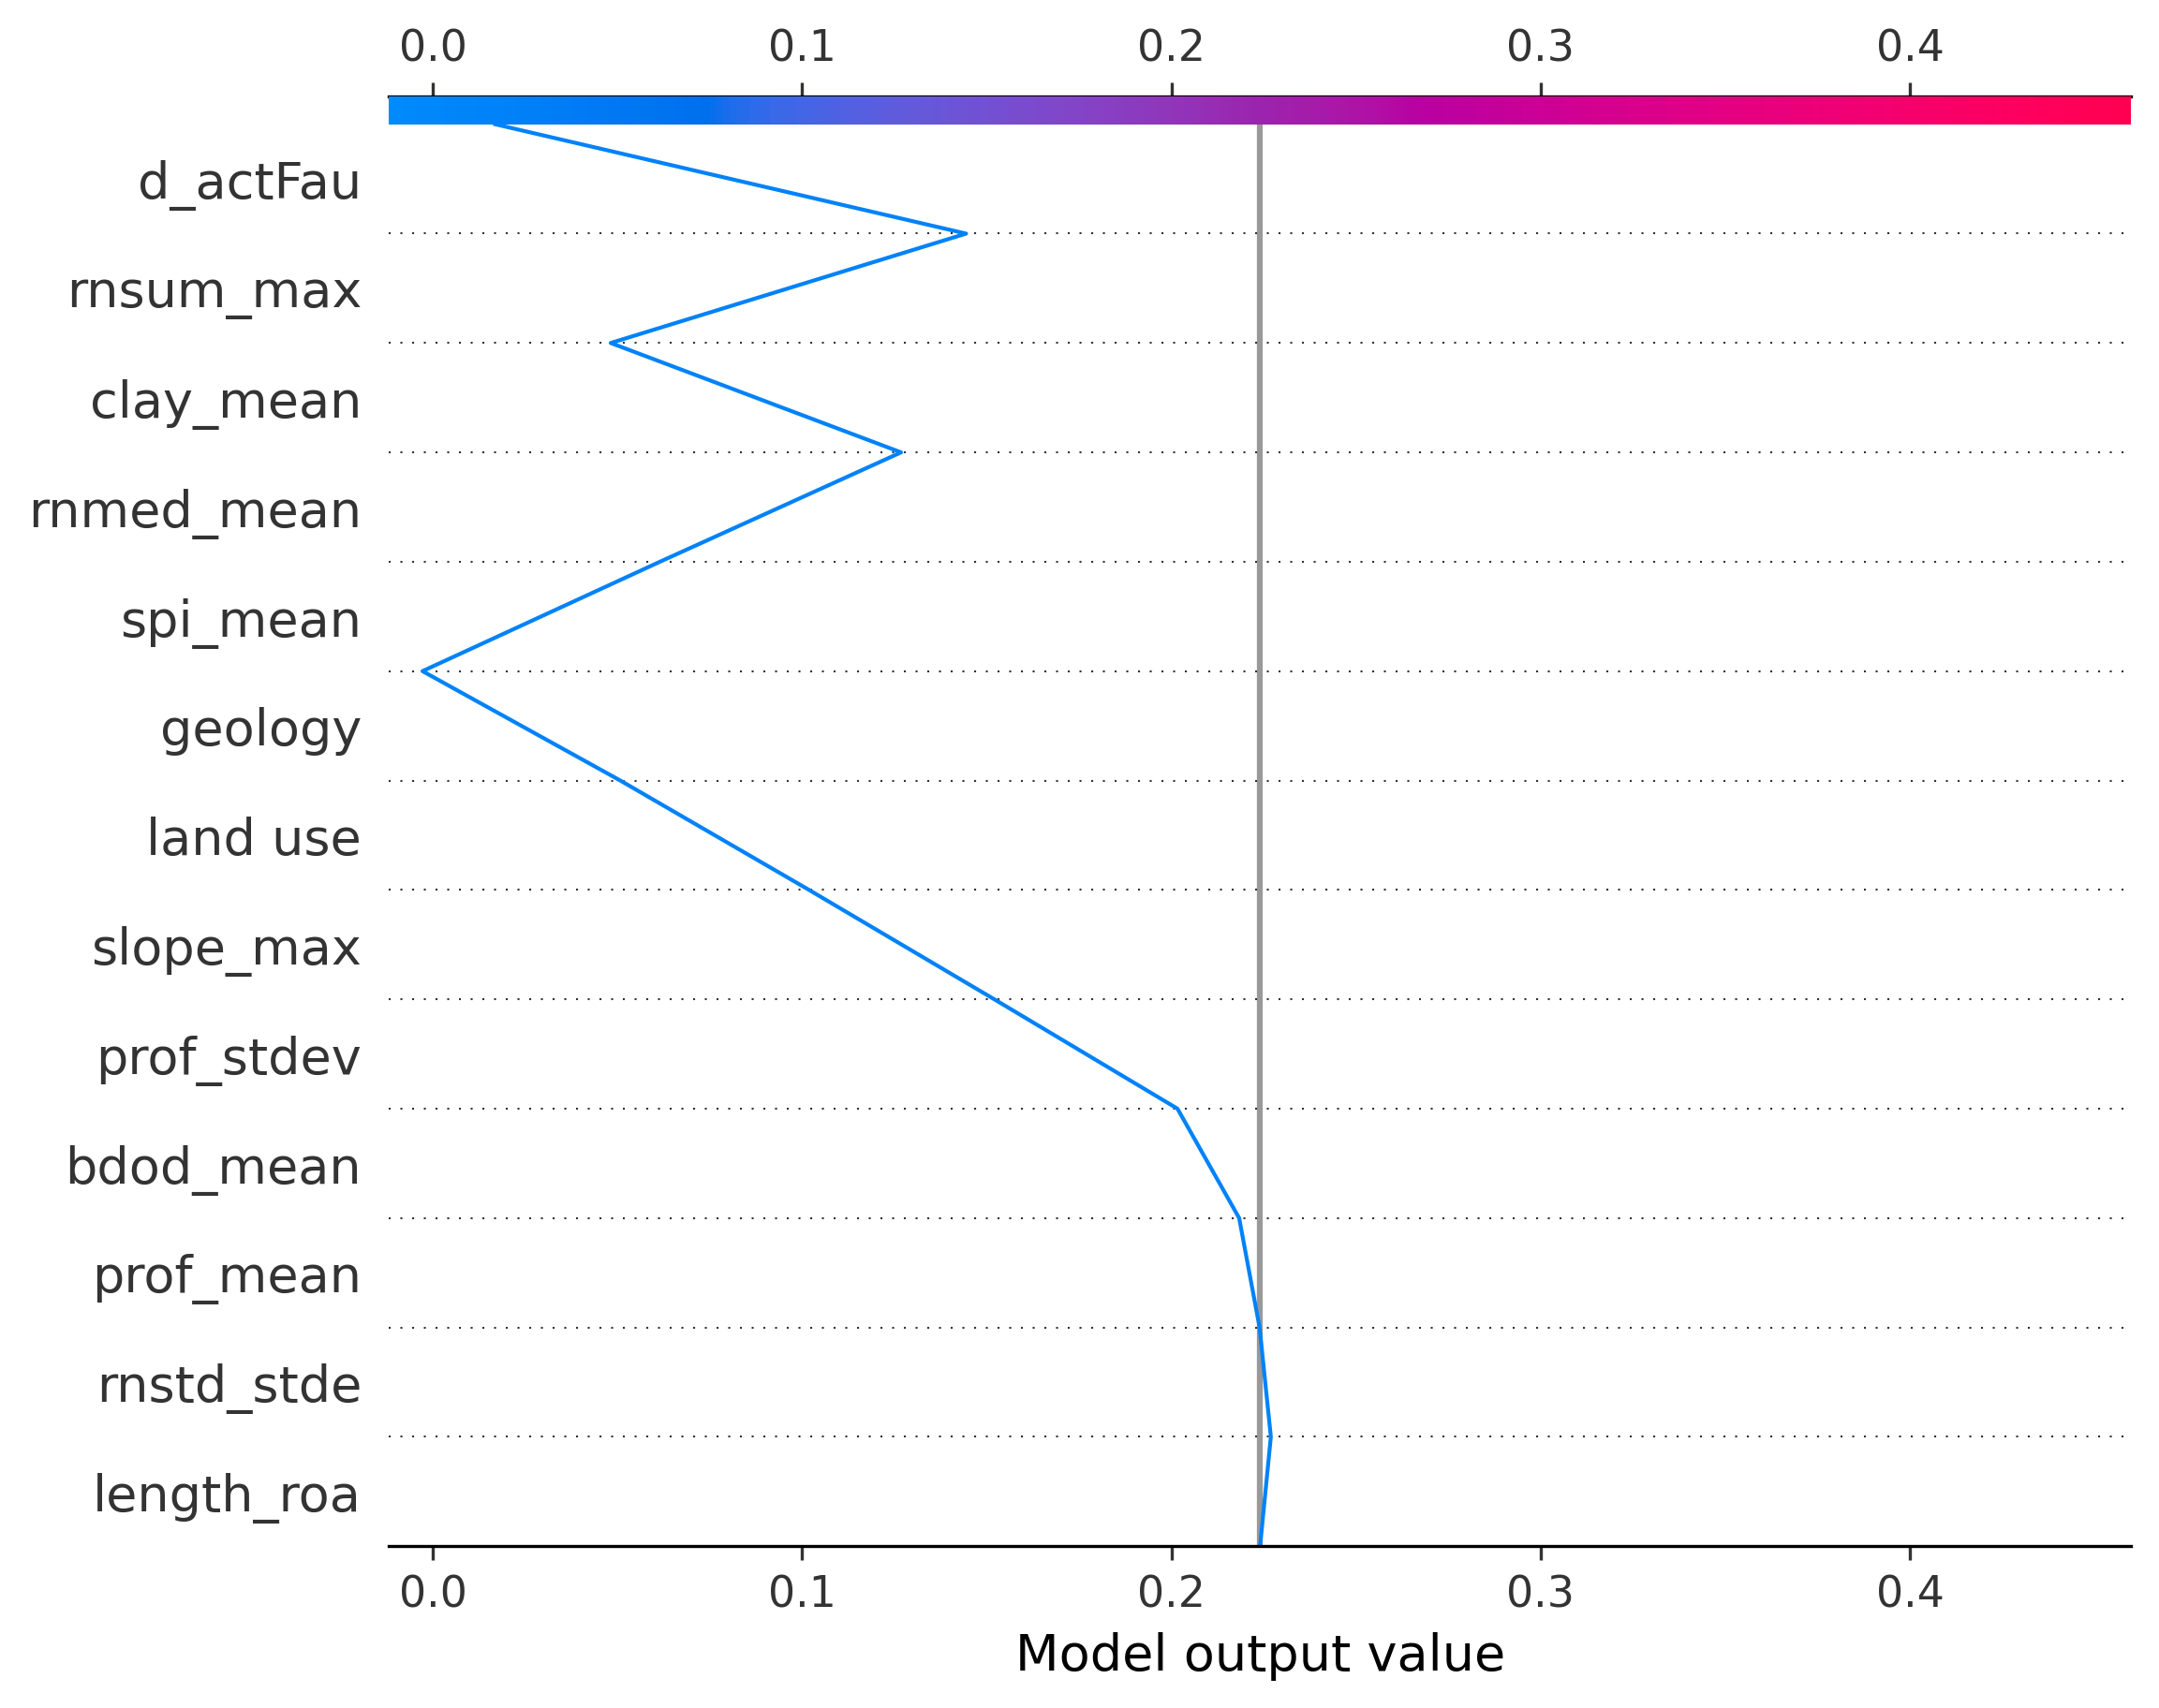 0.0 0.1 0.2 0.3 0.4
d_actFau
rnsum_max
clay_mean
rnmed_mean
spi_mean
geology
land use
slope_max
prof_stdev
bdod_mean
prof_mean
rnstd_stde
length_roa
0.0 0.1 0.2 0.3 0.4
Model output value